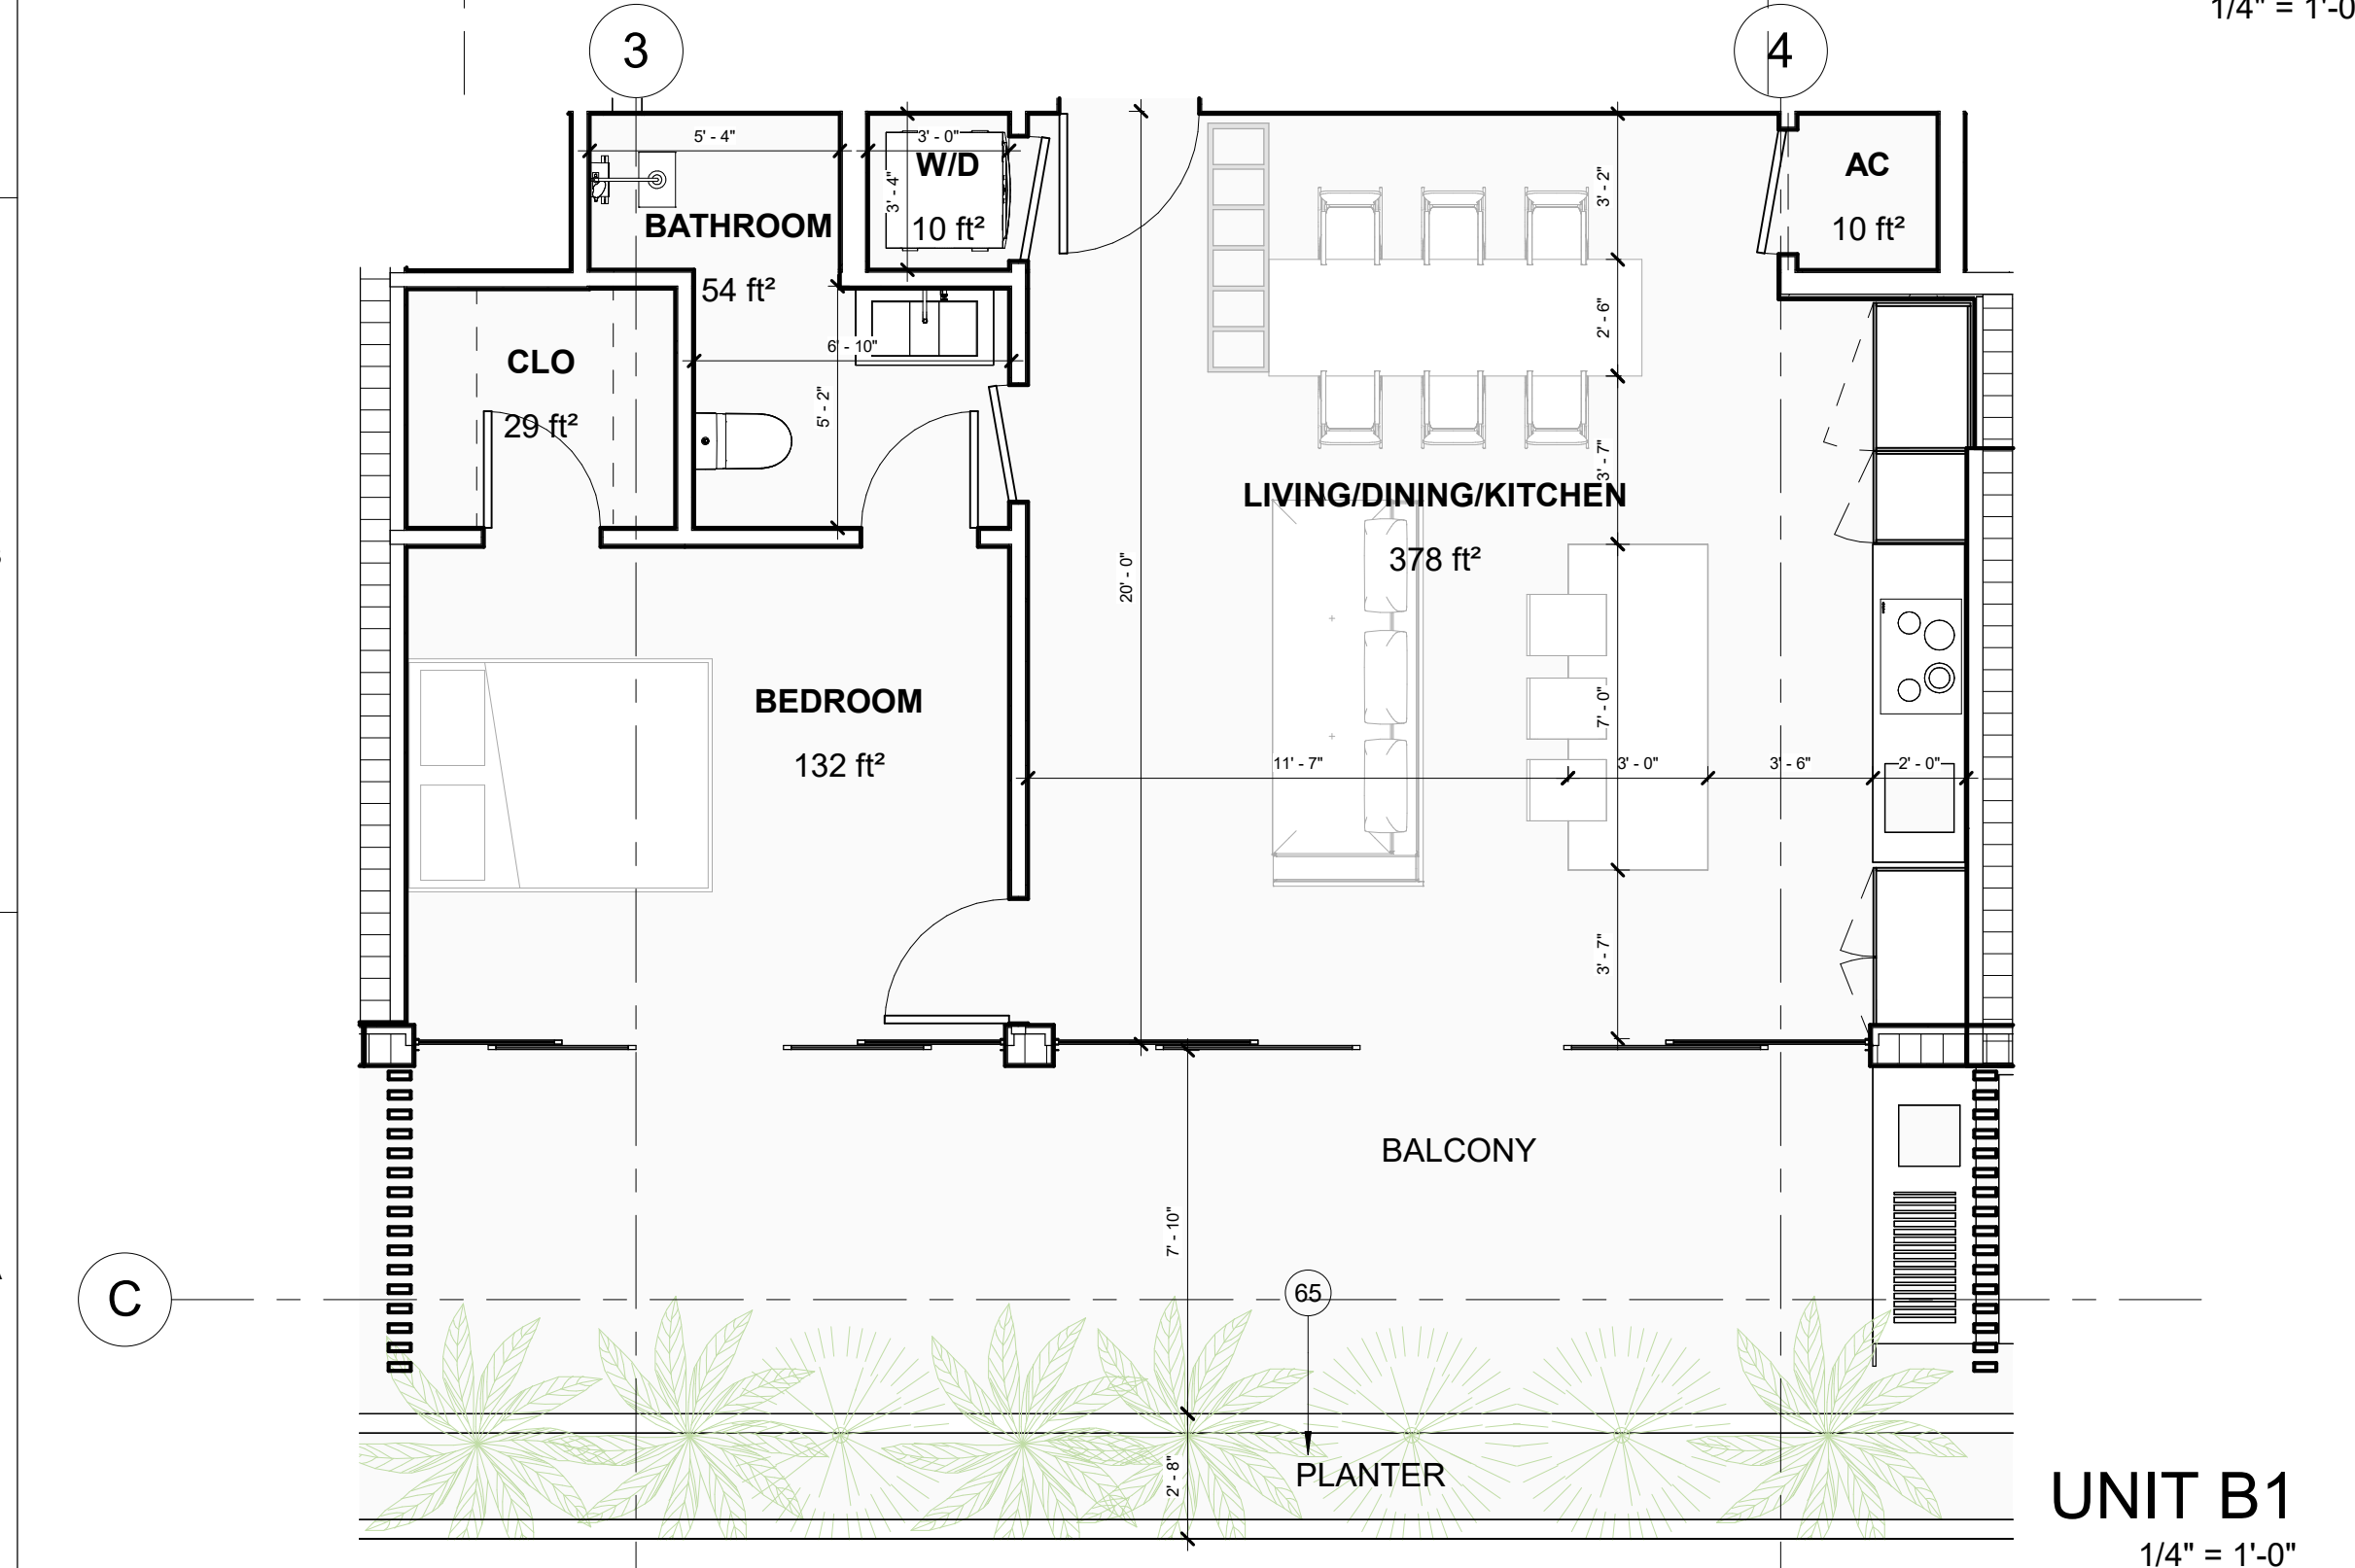 1/4" = 1'-0
3
4
5' - 4"
3' - 0"
W/D
3' - 4"
10 ft²
AC
10 ft²
BATHROOM
54 ft²
3' - 2"
2' - 6"
CLO
29 ft²
6' - 10"
5' - 2"
3' - 7"
LIVING/DINING/KITCHEN
378 ft²
20' - 0"
BEDROOM
132 ft²
7' - 0"
11' - 7"
3' - 0"
3' - 6"
2' - 0"
3' - 7"
BALCONY
7' - 10"
C
65
2' - 8"
PLANTER
UNIT B1
1/4" = 1'-0"